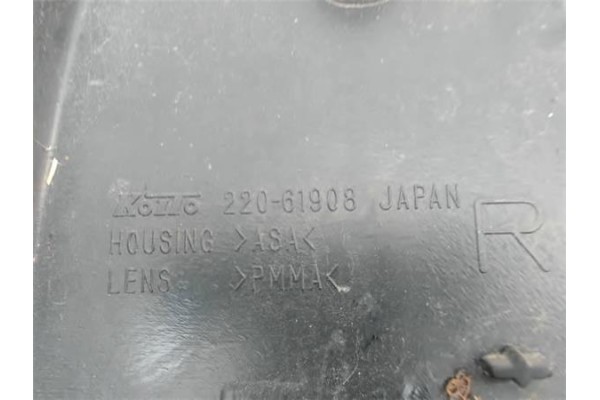 KOITO 220-61908 JAPAN
HOUSING >ASA<
LENS >PMMA<
R